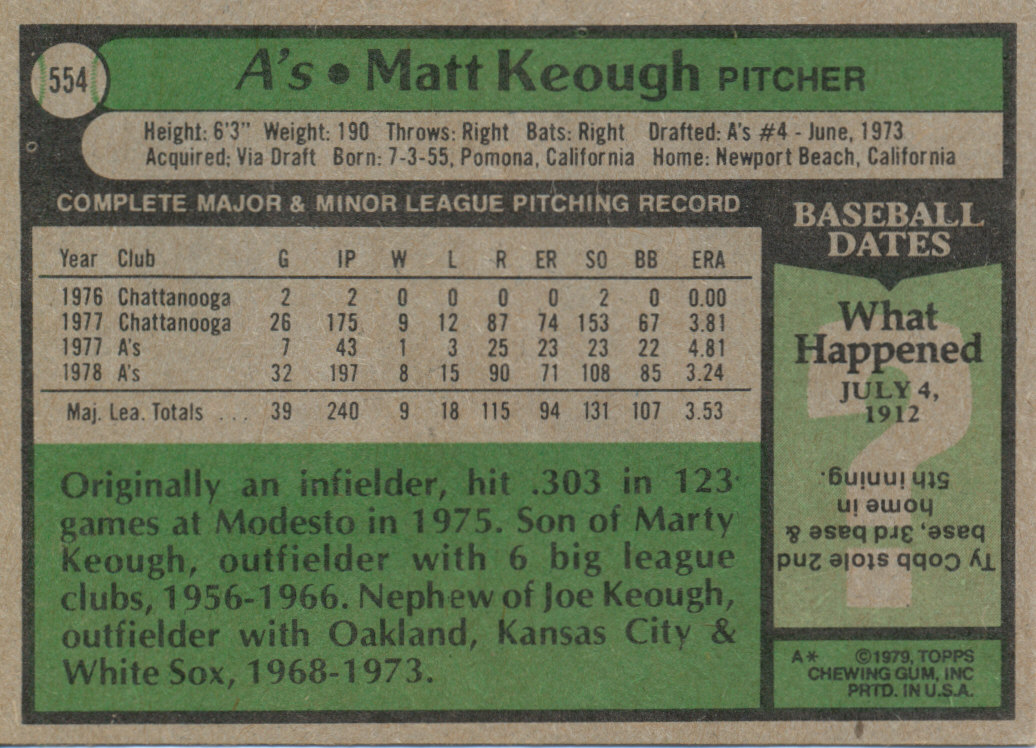 554
A's • Matt Keough PITCHER
Height: 6'3" Weight: 190 Throws: Right Bats: Right Drafted: A's #4 - June, 1973
Acquired: Via Draft Born: 7-3-55, Pomona, California Home: Newport Beach, California
COMPLETE MAJOR & MINOR LEAGUE PITCHING RECORD
Year Club G IP W L R ER SO BB ERA
1976 Chattanooga 2 2 0 0 0 0 2 0 0.00
1977 Chattanooga 26 175 9 12 87 74 153 67 3.81
1977 A's 7 43 1 3 25 23 23 22 4.81
1978 A's 32 197 8 15 90 71 108 85 3.24
Maj. Lea. Totals ... 39 240 9 18 115 94 131 107 3.53
Originally an infielder, hit .303 in 123
games at Modesto in 1975. Son of Marty
Keough, outfielder with 6 big league
clubs, 1956-1966. Nephew of Joe Keough,
outfielder with Oakland, Kansas City &
White Sox, 1968-1973.
BASEBALL
DATES
What
Happened
JULY 4,
1912
?
Ty Cobb stole 2nd
base, 3rd base &
home in
5th inning.
A* ©1979, TOPPS
CHEWING GUM, INC
PRTD. IN U.S.A.